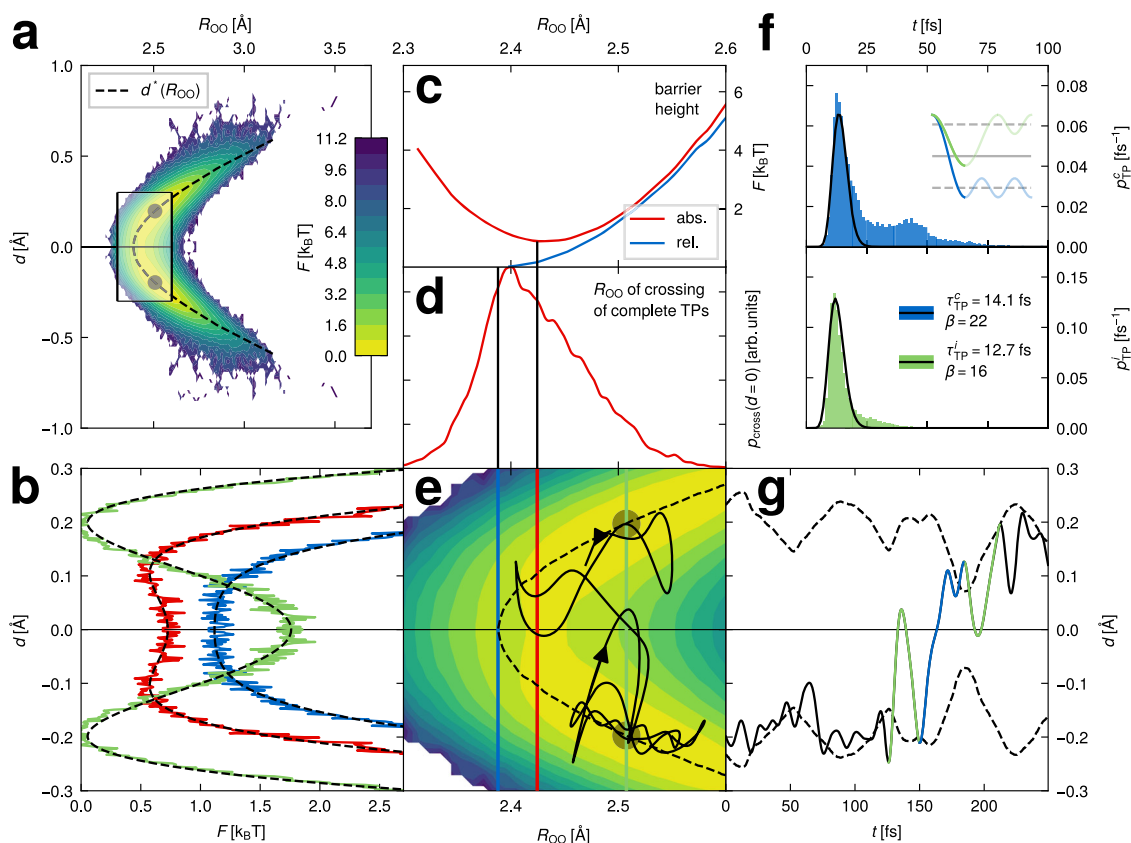 a
R_OO [Å]
2.5 3.0 3.5
1.0
0.5
0.0
−0.5
−1.0
d [Å]
d*(R_OO)
11.2
9.6
8.0
6.4
4.8
3.2
1.6
0.0
F [k_BT]
R_OO [Å]
2.3 2.4 2.5 2.6
c
barrier
height
6
4
2
F [k_BT]
abs.
rel.
d
R_OO of crossing
of complete TPs
p_cross(d = 0) [arb. units]
f
t [fs]
0 25 50 75 100
0.08
0.06
0.04
0.02
0.00
p^c_TP [fs⁻¹]
0 25 50 75 100
τ^c_TP = 14.1 fs
β = 22
τ^i_TP = 12.7 fs
β = 16
0.15
0.10
0.05
0.00
p^i_TP [fs⁻¹]
b
0.3
0.2
0.1
0.0
−0.1
−0.2
−0.3
d [Å]
0.0 0.5 1.0 1.5 2.0 2.5
F [k_BT]
e
2.4 2.5
R_OO [Å]
g
0.3
0.2
0.1
0.0
−0.1
−0.2
−0.3
d [Å]
0 50 100 150 200
t [fs]